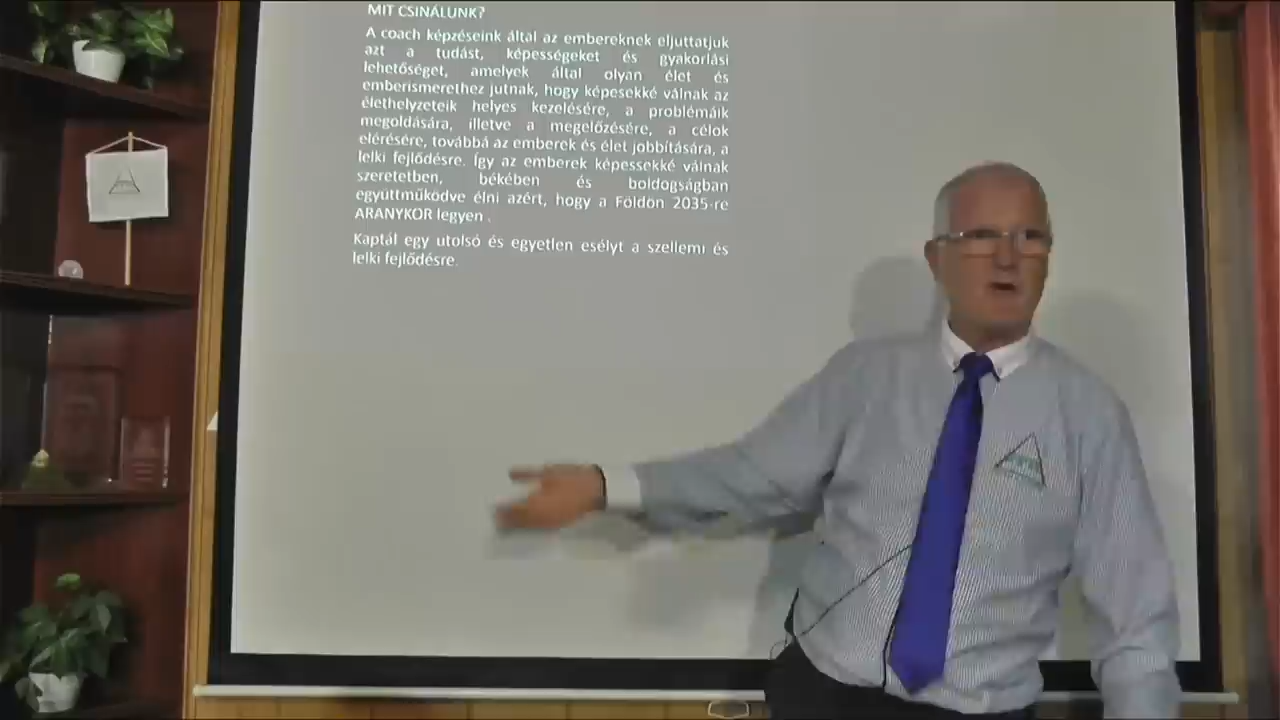 MIT CSINÁLUNK?
A coach képzéseink által az embereknek eljuttatjuk
azt a tudást, képességeket és gyakorlási
lehetőséget, amelyek által olyan élet és
emberismerethez jutnak, hogy képesekké válnak az
élethelyzeteik helyes kezelésére, a problémáik
megoldására, illetve a megelőzésére, a célok
elérésére, továbbá az emberek és élet jobbítására, a
lelki fejlődésre. Így az emberek képessekké válnak
szeretetben, békében és boldogságban
együttműködve élni azért, hogy a Földön 2035-re
ARANYKOR legyen .
Kaptál egy utolsó és egyetlen esélyt a szellemi és
lelki fejlődésre.